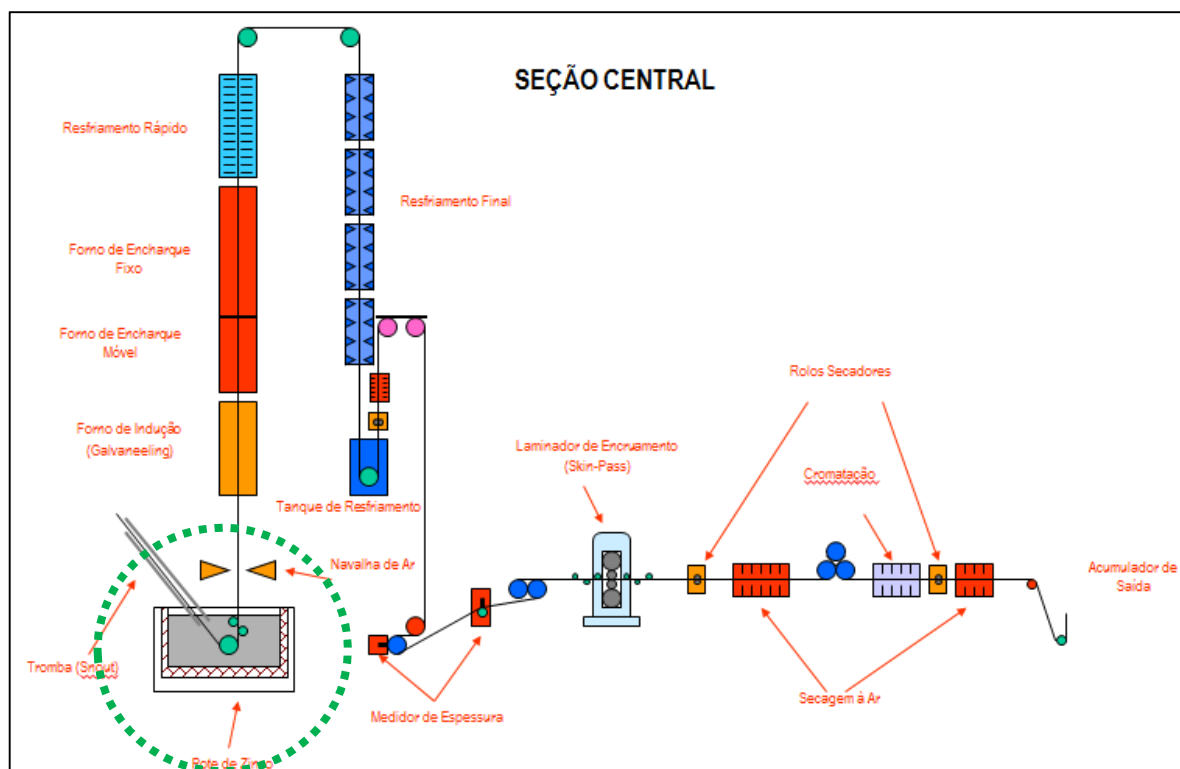 SEÇÃO CENTRAL
Resfriamento Rápido
Resfriamento Final
Forno de Encharque
Fixo
Forno de Encharque
Móvel
Rolos Secadores
Forno de Indução
(Galvaneeling)
Laminador de Encruamento
(Skin-Pass)
Cromatação
Tanque de Resfriamento
Navalha de Ar
Acumulador de
Saída
Tromba (Snout)
Medidor de Espessura
Secagem à Ar
Pote de Zinco